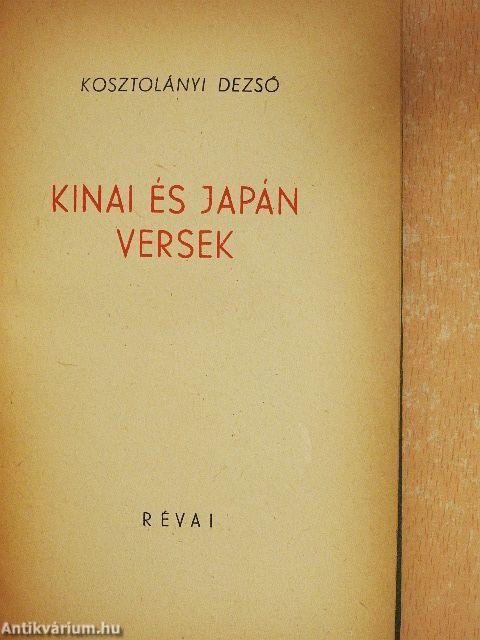 KOSZTOLÁNYI DEZSŐ
KINAI ÉS JAPÁN
VERSEK
RÉVAI
Antikvárium.hu